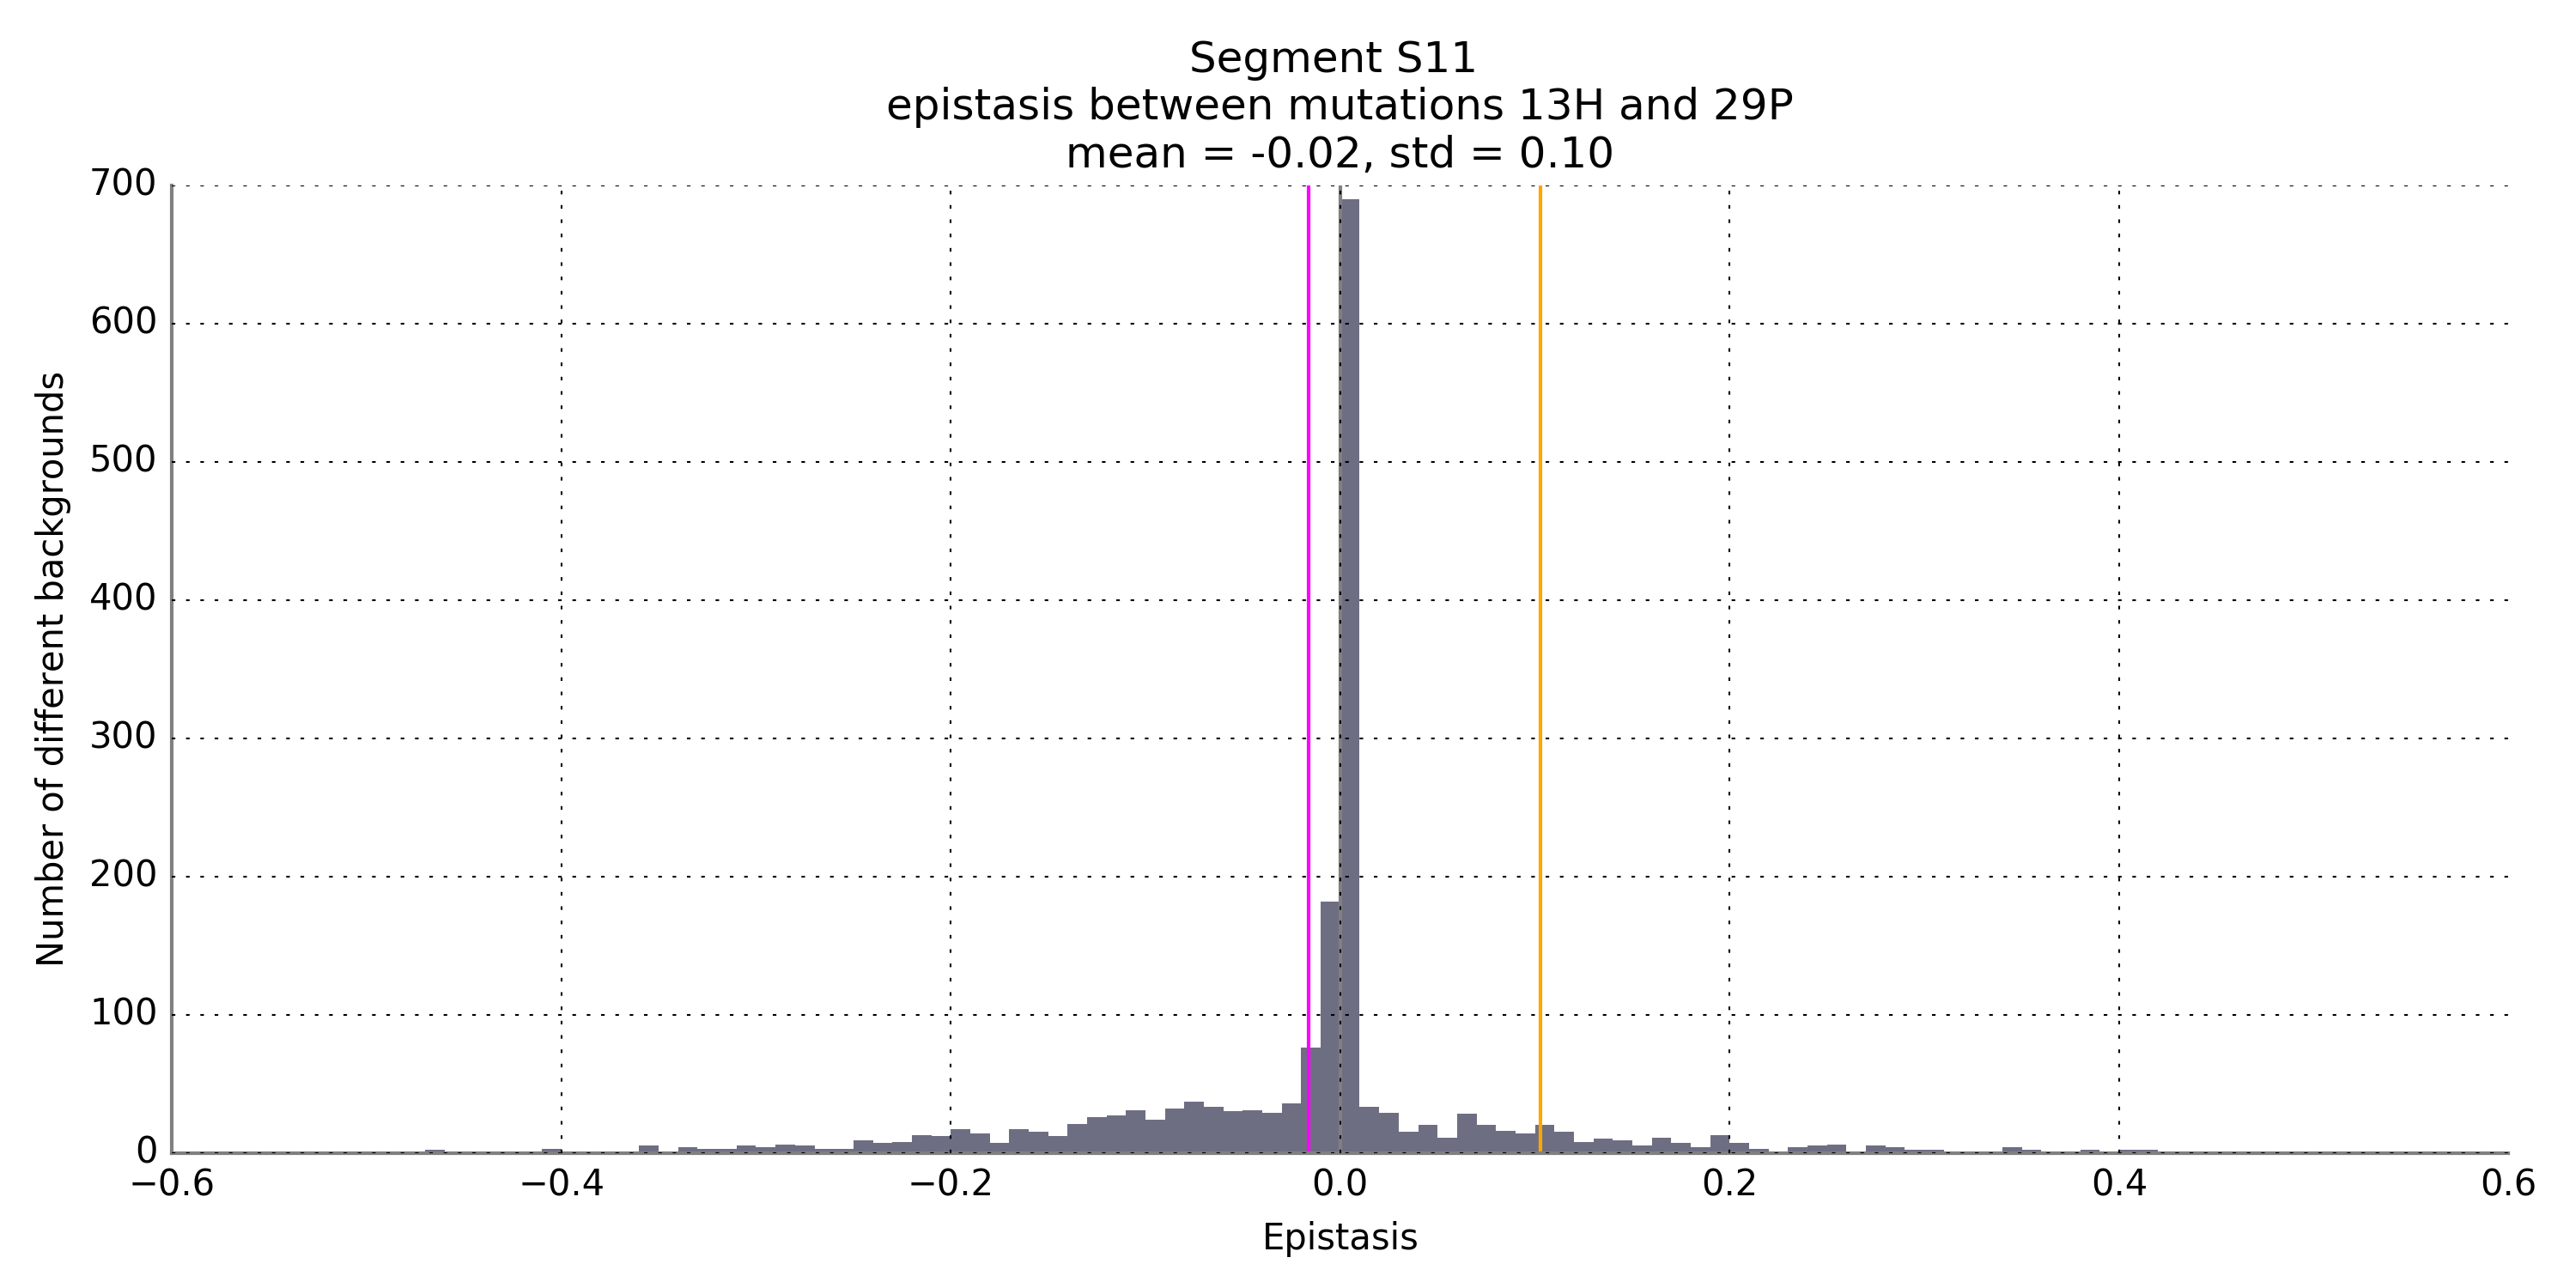 Segment S11
epistasis between mutations 13H and 29P
mean = -0.02, std = 0.10
700
600
500
400
300
200
100
0
Number of different backgrounds
−0.6 −0.4 −0.2 0.0 0.2 0.4 0.6
Epistasis